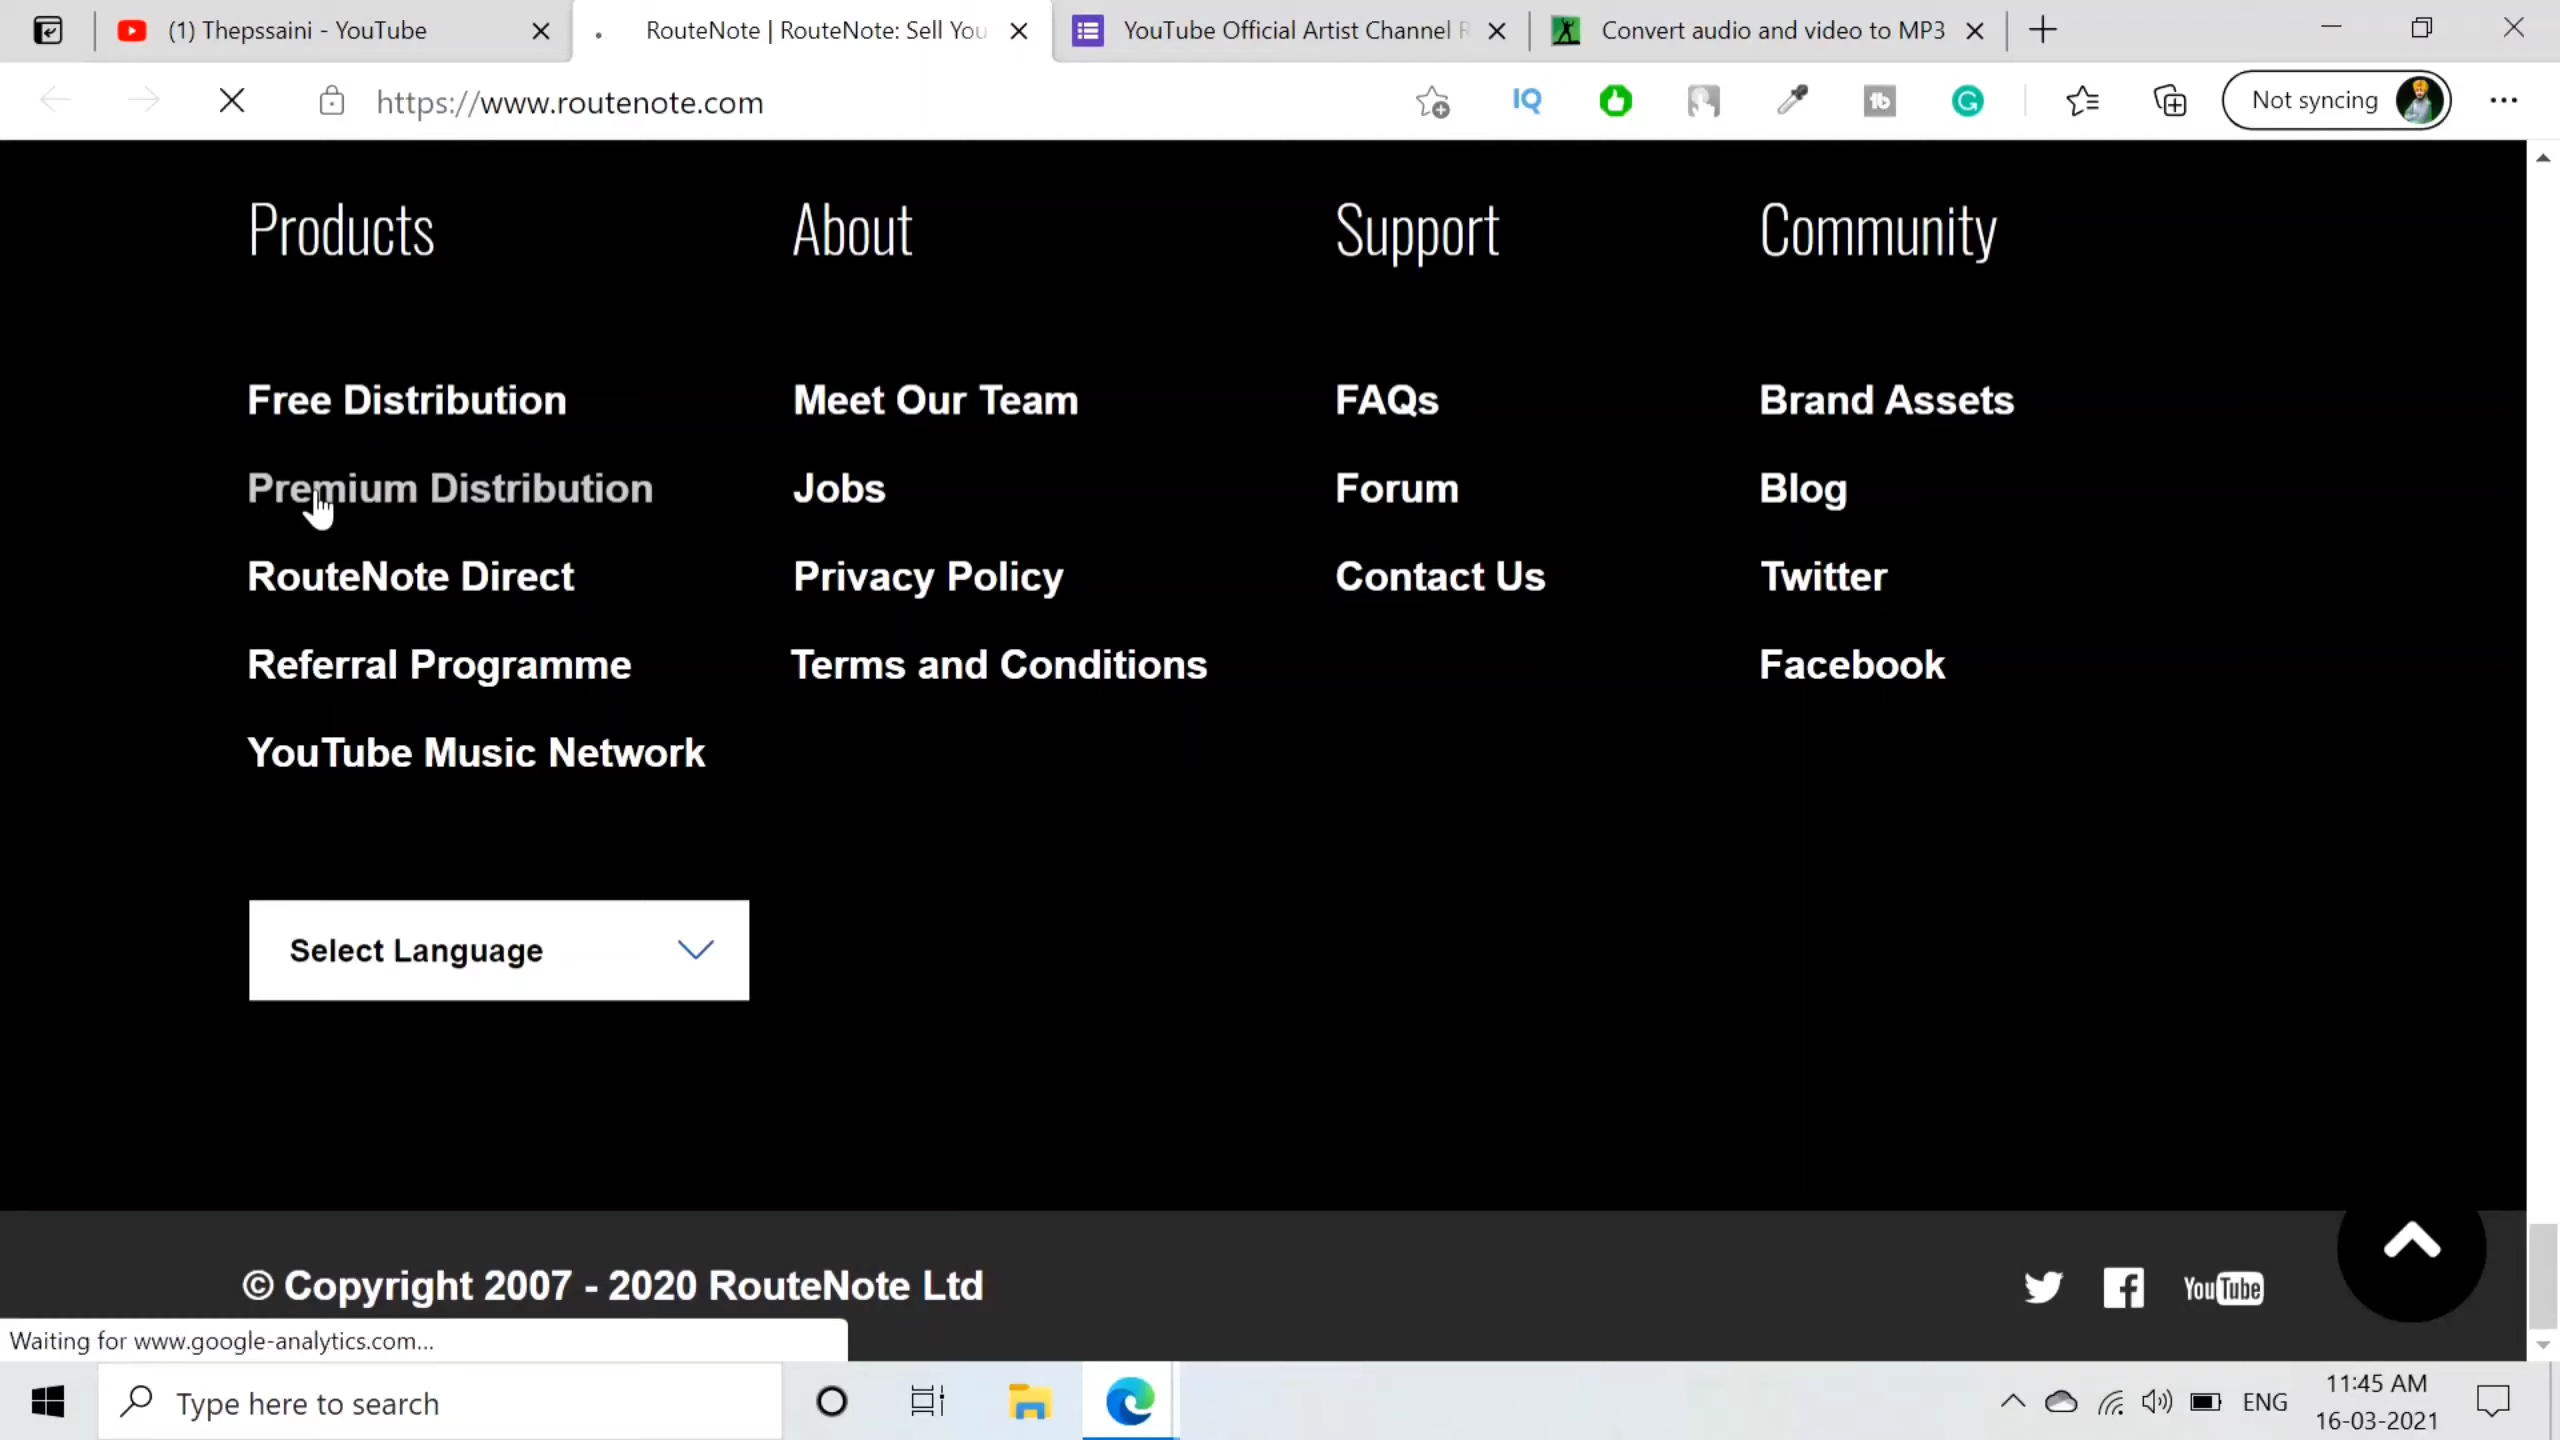 (1) Thepssaini - YouTube
RouteNote | RouteNote: Sell You
YouTube Official Artist Channel R
Convert audio and video to MP3
https://www.routenote.com
IQ
tb
G
Not syncing
Products
About
Support
Community
Free Distribution
Meet Our Team
FAQs
Brand Assets
Premium Distribution
Jobs
Forum
Blog
RouteNote Direct
Privacy Policy
Contact Us
Twitter
Referral Programme
Terms and Conditions
Facebook
YouTube Music Network
Select Language
© Copyright 2007 - 2020 RouteNote Ltd
YouTube
Waiting for www.google-analytics.com...
Type here to search
ENG
11:45 AM
16-03-2021